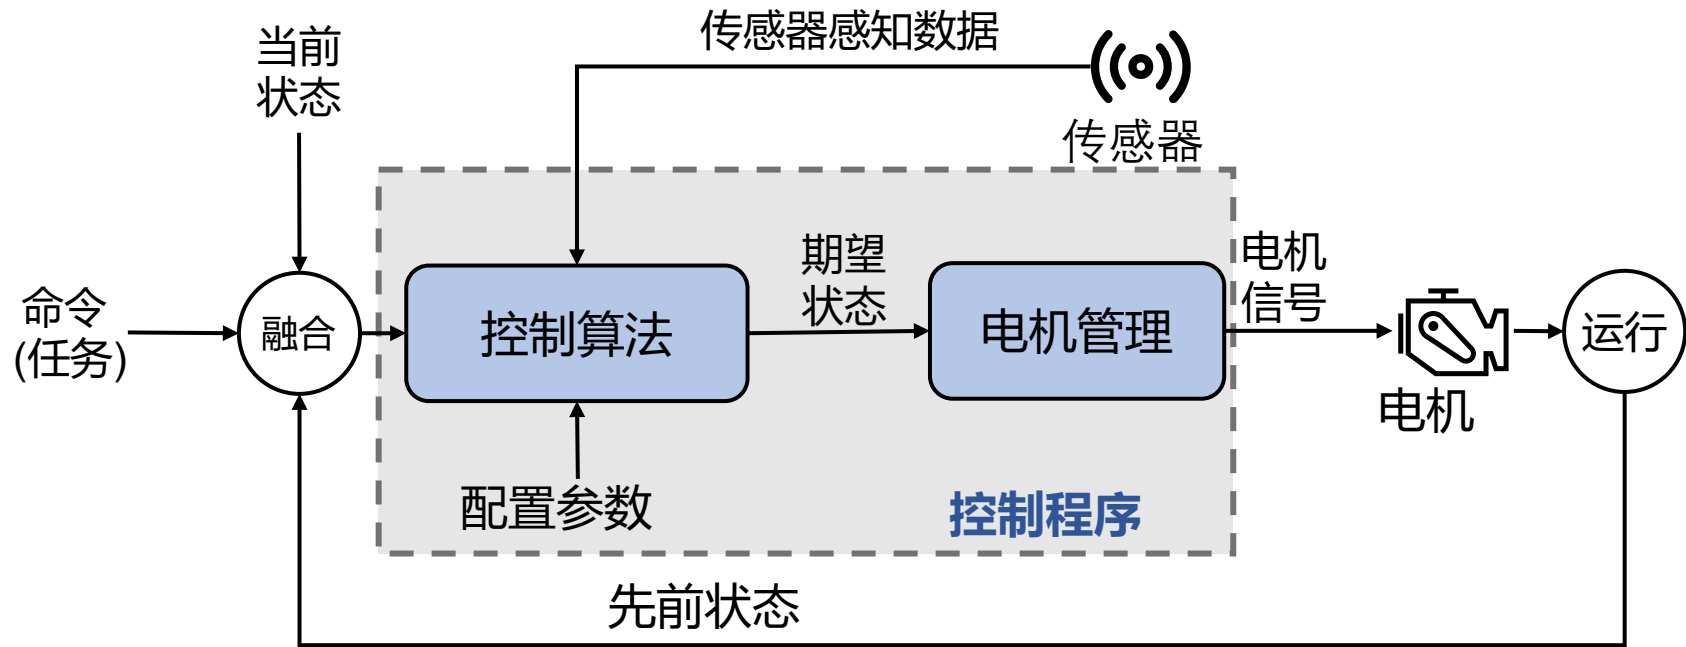 传感器感知数据
当前
状态
传感器
命令
(任务)
融合
控制算法
期望
状态
电机管理
电机
信号
电机
运行
配置参数
控制程序
先前状态